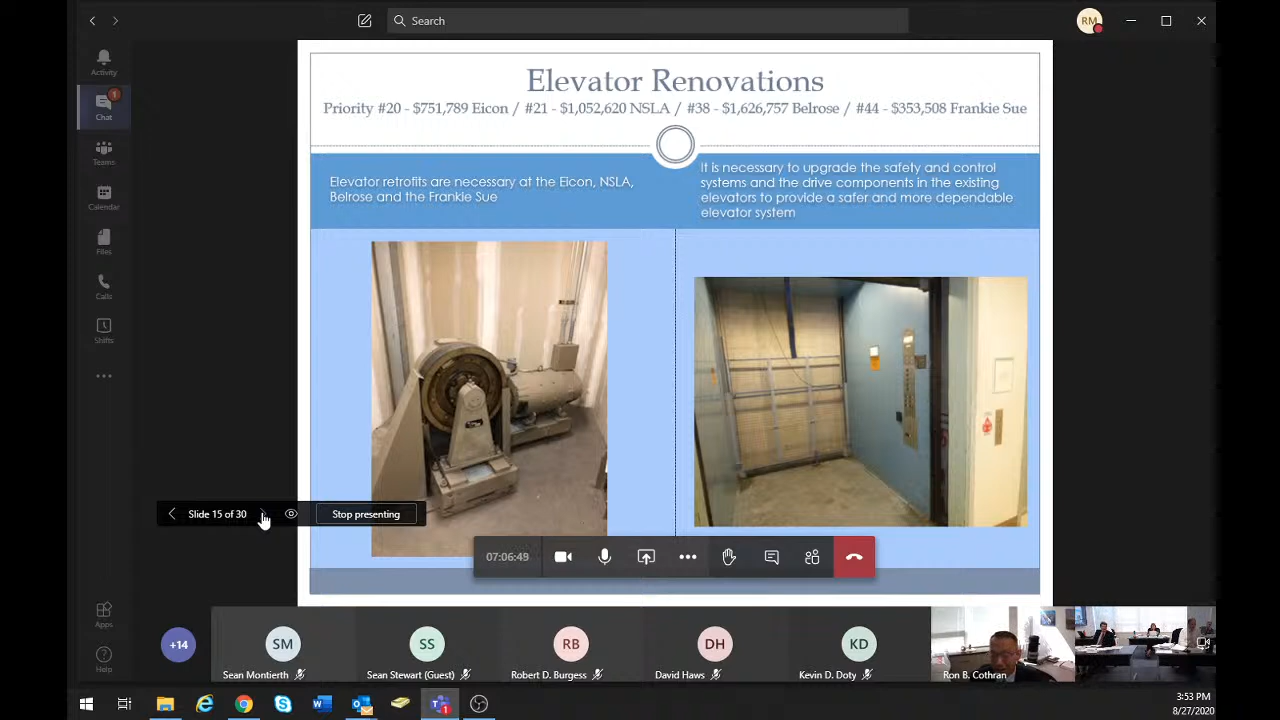 Search
RM
Activity
1
Chat
Teams
Calendar
Files
Calls
Shifts
Apps
Help
Elevator Renovations
Priority #20 - $751,789 Eicon / #21 - $1,052,620 NSLA / #38 - $1,626,757 Belrose / #44 - $353,508 Frankie Sue
Elevator retrofits are necessary at the Eicon, NSLA,
Belrose and the Frankie Sue
It is necessary to upgrade the safety and control
systems and the drive components in the existing
elevators to provide a safer and more dependable
elevator system
Slide 15 of 30
Stop presenting
07:06:49
+14
SM
Sean Montierth
SS
Sean Stewart (Guest)
RB
Robert D. Burgess
DH
David Haws
KD
Kevin D. Doty
Ron B. Cothran
3:53 PM
8/27/2020